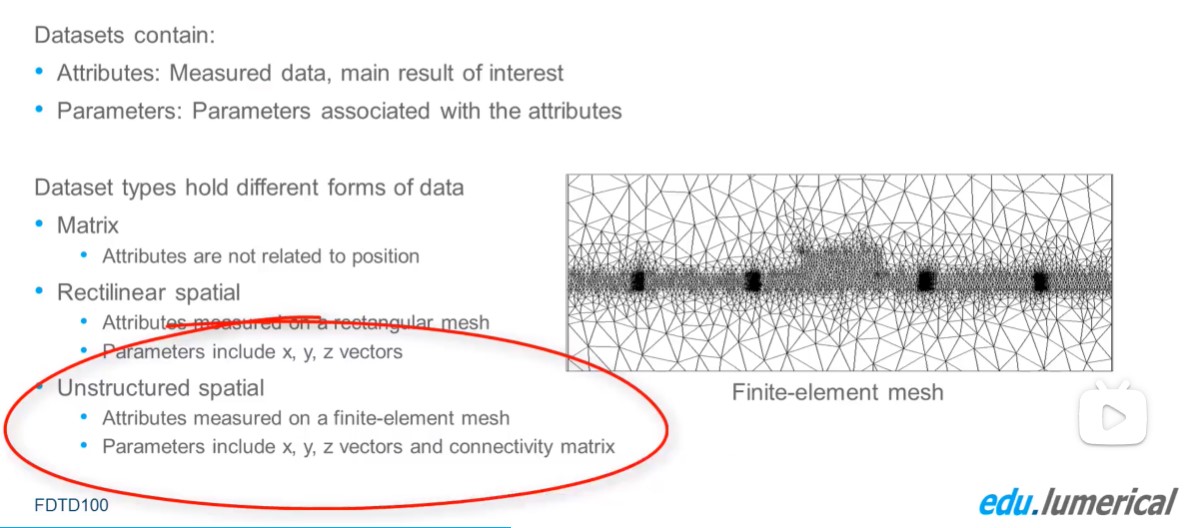 Datasets contain:
• Attributes: Measured data, main result of interest
• Parameters: Parameters associated with the attributes
Dataset types hold different forms of data
• Matrix
• Attributes are not related to position
• Rectilinear spatial
• Attributes measured on a rectangular mesh
• Parameters include x, y, z vectors
• Unstructured spatial
• Attributes measured on a finite-element mesh
• Parameters include x, y, z vectors and connectivity matrix
Finite-element mesh
FDTD100
edu.lumerical